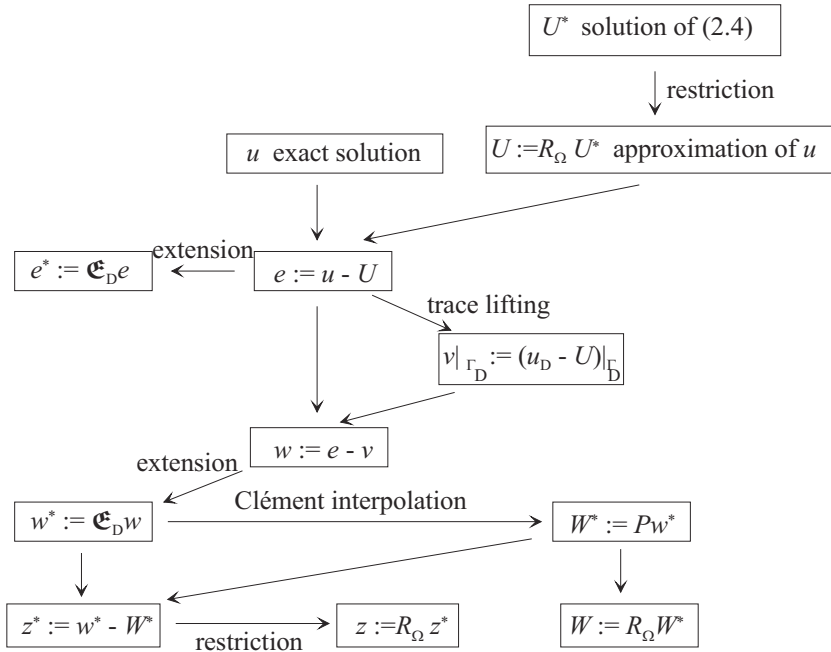 U* solution of (2.4)
restriction
u exact solution
U :=R_Ω U* approximation of u
extension
e* := 𝕰_D e
e := u - U
trace lifting
v|_Γ_D := (u_D - U)|_Γ_D
w := e - v
extension
Clément interpolation
w* := 𝕰_D w
W* := Pw*
z* := w* - W*
restriction
z :=R_Ω z*
W := R_Ω W*